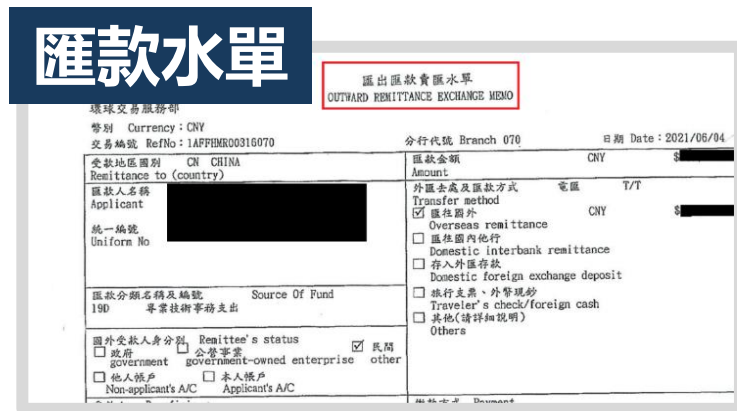 匯款水單
匯出匯款賣匯水單
OUTWARD REMITTANCE EXCHANGE MEMO
環球交易服務部
幣別 Currency:CNY
交易編號 RefNo:1AFFHMR00316070
分行代號 Branch 070
日期 Date:2021/06/04
受款地區國別 CN CHINA
Remittance to (country)
匯款人名稱
Applicant
統一編號
Uniform No
匯款分類名稱及編號 Source Of Fund
19D 專業技術事務支出
國外受款人身分別 Remittee's status
☐ 政府 ☐ 公營事業 ☑ 民間
government government-owned enterprise other
☐ 他人帳戶 ☐ 本人帳戶
Non-applicant's A/C Applicant's A/C
匯款金額 CNY $
Amount
外匯去處及匯款方式 電匯 T/T
Transfer method
☑ 匯往國外 CNY $
Overseas remittance
☐ 匯往國內他行
Domestic interbank remittance
☐ 存入外匯存款
Domestic foreign exchange deposit
☐ 旅行支票、外幣現鈔
Traveler's check/foreign cash
☐ 其他(請詳細說明)
Others
繳款方式 Payment